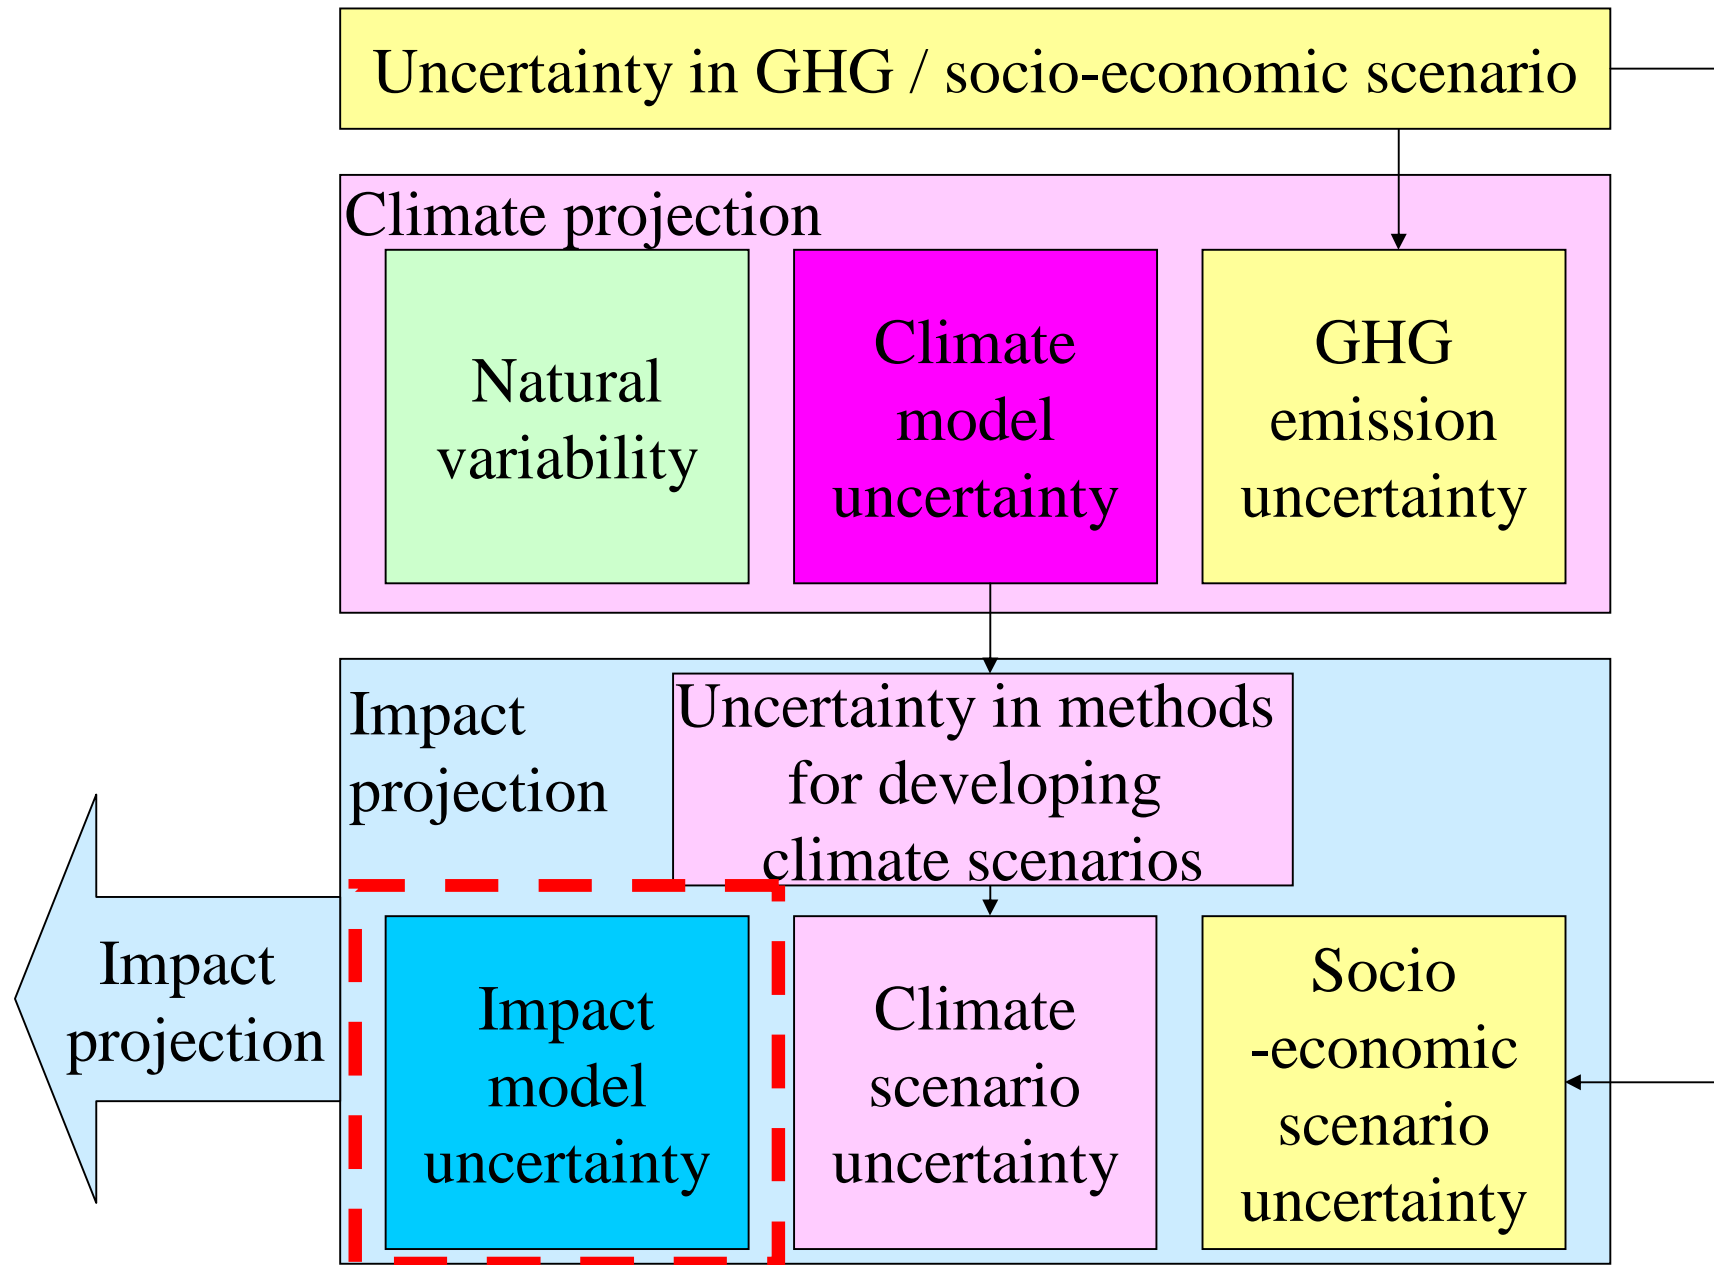 Uncertainty in GHG / socio-economic scenario
Climate projection
Natural
variability
Climate
model
uncertainty
GHG
emission
uncertainty
Impact
projection
Uncertainty in methods
for developing
climate scenarios
Impact
projection
Impact
model
uncertainty
Climate
scenario
uncertainty
Socio
-economic
scenario
uncertainty